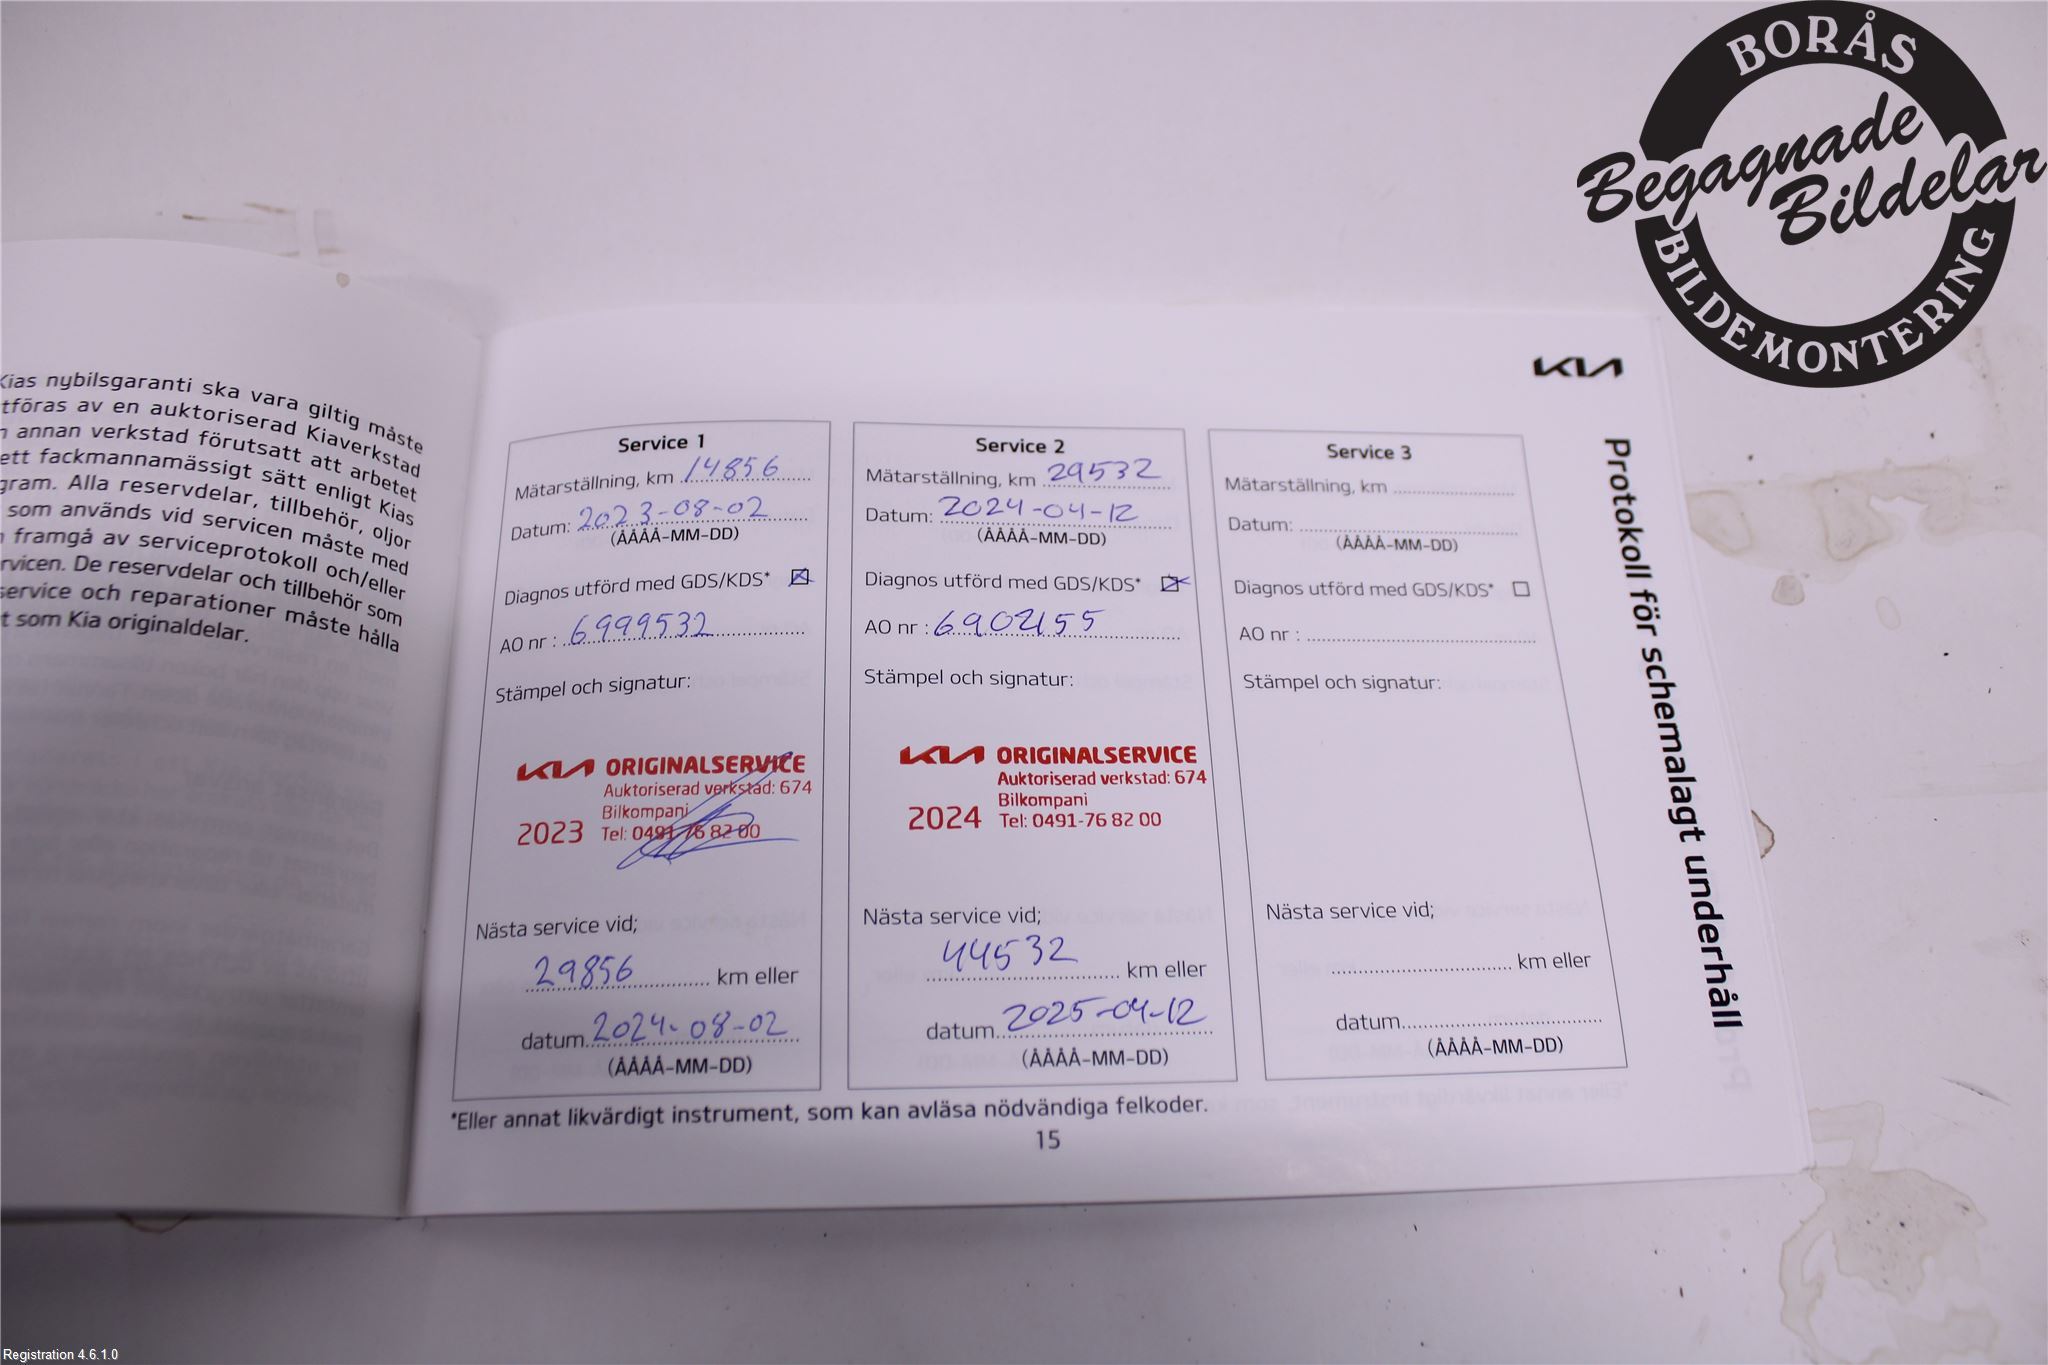 BORÅS
Begagnade
Bildelar
BILDEMONTERING
Kias nybilsgaranti ska vara giltig måste
tföras av en auktoriserad Kiaverkstad
annan verkstad förutsatt att arbetet
ett fackmannamässigt sätt enligt Kias
gram. Alla reservdelar, tillbehör, oljor
som används vid servicen måste med
framgå av serviceprotokoll och/eller
rvicen. De reservdelar och tillbehör som
service och reparationer måste hålla
t som Kia originaldelar.
KIA
Protokoll för schemalagt underhåll
Service 1
Mätarställning, km 14856
Datum: 2023-08-02
(ÅÅÅÅ-MM-DD)
Diagnos utförd med GDS/KDS*
AO nr : 6999532
Stämpel och signatur:
KIA ORIGINALSERVICE
Auktoriserad verkstad: 674
Bilkompani
2023 Tel: 0491-76 82 00
Nästa service vid;
29856 km eller
datum 2024-08-02
(ÅÅÅÅ-MM-DD)
Service 2
Mätarställning, km 29532
Datum: 2024-04-12
(ÅÅÅÅ-MM-DD)
Diagnos utförd med GDS/KDS*
AO nr : 6902155
Stämpel och signatur:
KIA ORIGINALSERVICE
Auktoriserad verkstad: 674
Bilkompani
2024 Tel: 0491-76 82 00
Nästa service vid;
44532 km eller
datum 2025-04-12
(ÅÅÅÅ-MM-DD)
Service 3
Mätarställning, km
Datum:
(ÅÅÅÅ-MM-DD)
Diagnos utförd med GDS/KDS*
AO nr :
Stämpel och signatur:
Nästa service vid;
km eller
datum
(ÅÅÅÅ-MM-DD)
*Eller annat likvärdigt instrument, som kan avläsa nödvändiga felkoder.
15
Registration 4.6.1.0